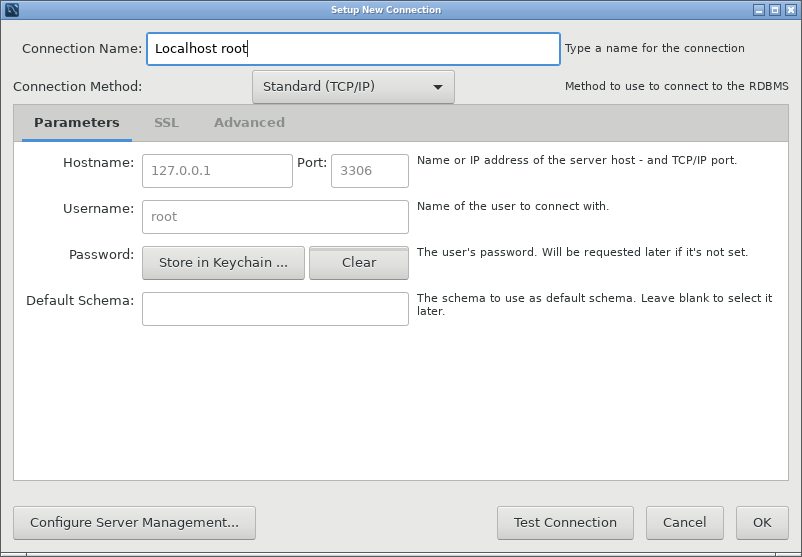 Setup New Connection
Connection Name: Localhost root Type a name for the connection
Connection Method: Standard (TCP/IP) Method to use to connect to the RDBMS
Parameters SSL Advanced
Hostname: 127.0.0.1 Port: 3306 Name or IP address of the server host - and TCP/IP port.
Username: root Name of the user to connect with.
Password: Store in Keychain ... Clear The user's password. Will be requested later if it's not set.
Default Schema: The schema to use as default schema. Leave blank to select it
later.
Configure Server Management... Test Connection Cancel OK